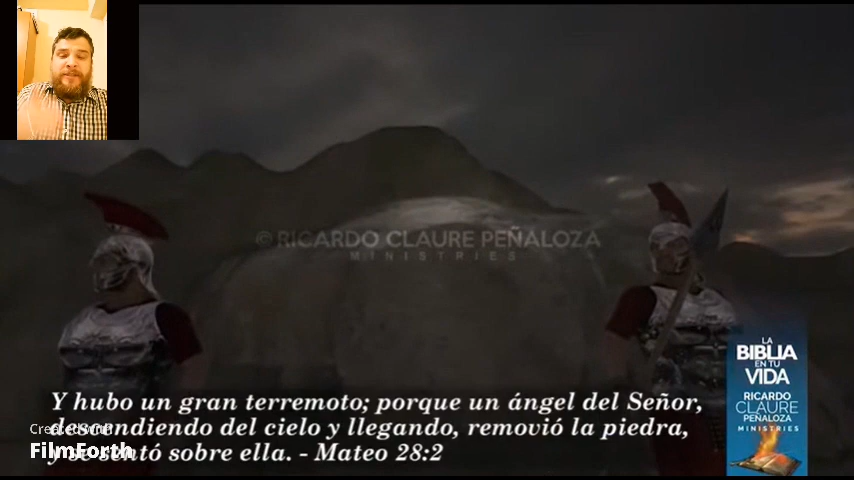 © RICARDO CLAURE PEÑALOZA
MINISTRIES
LA
BIBLIA
EN TU
VIDA
RICARDO
CLAURE
PEÑALOZA
MINISTRIES
Y hubo un gran terremoto; porque un ángel del Señor,
descendiendo del cielo y llegando, removió la piedra,
y se sentó sobre ella. - Mateo 28:2
Created with
FilmForth